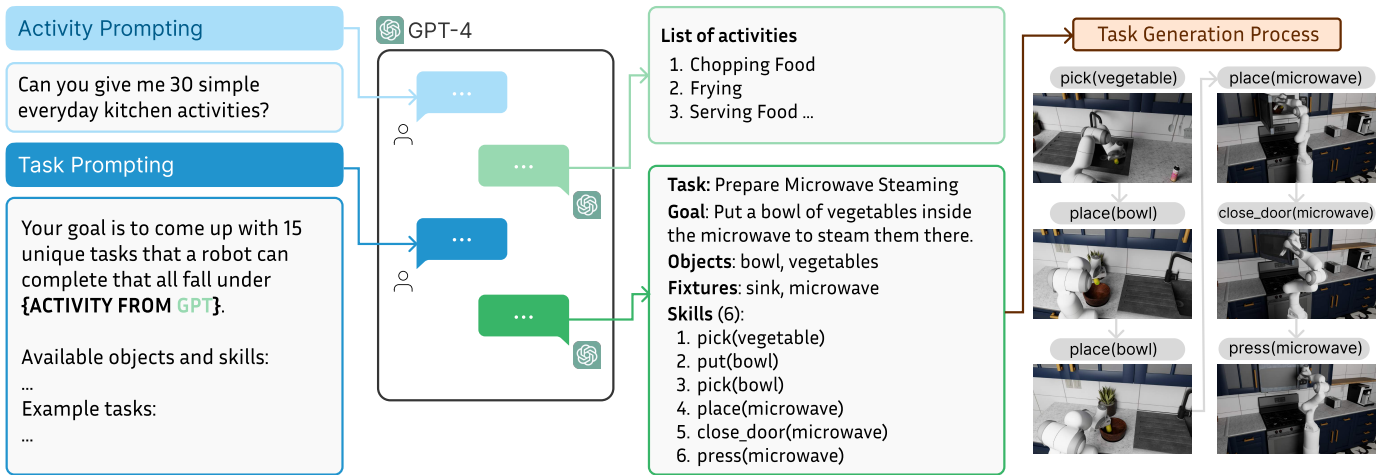 Activity Prompting
Can you give me 30 simple
everyday kitchen activities?
Task Prompting
Your goal is to come up with 15
unique tasks that a robot can
complete that all fall under
{ACTIVITY FROM GPT}.
Available objects and skills:
...
Example tasks:
...
GPT-4
...
...
...
...
List of activities
1. Chopping Food
2. Frying
3. Serving Food ...
Task: Prepare Microwave Steaming
Goal: Put a bowl of vegetables inside
the microwave to steam them there.
Objects: bowl, vegetables
Fixtures: sink, microwave
Skills (6):
1. pick(vegetable)
2. put(bowl)
3. pick(bowl)
4. place(microwave)
5. close_door(microwave)
6. press(microwave)
Task Generation Process
pick(vegetable)
place(bowl)
place(bowl)
place(microwave)
close_door(microwave)
press(microwave)